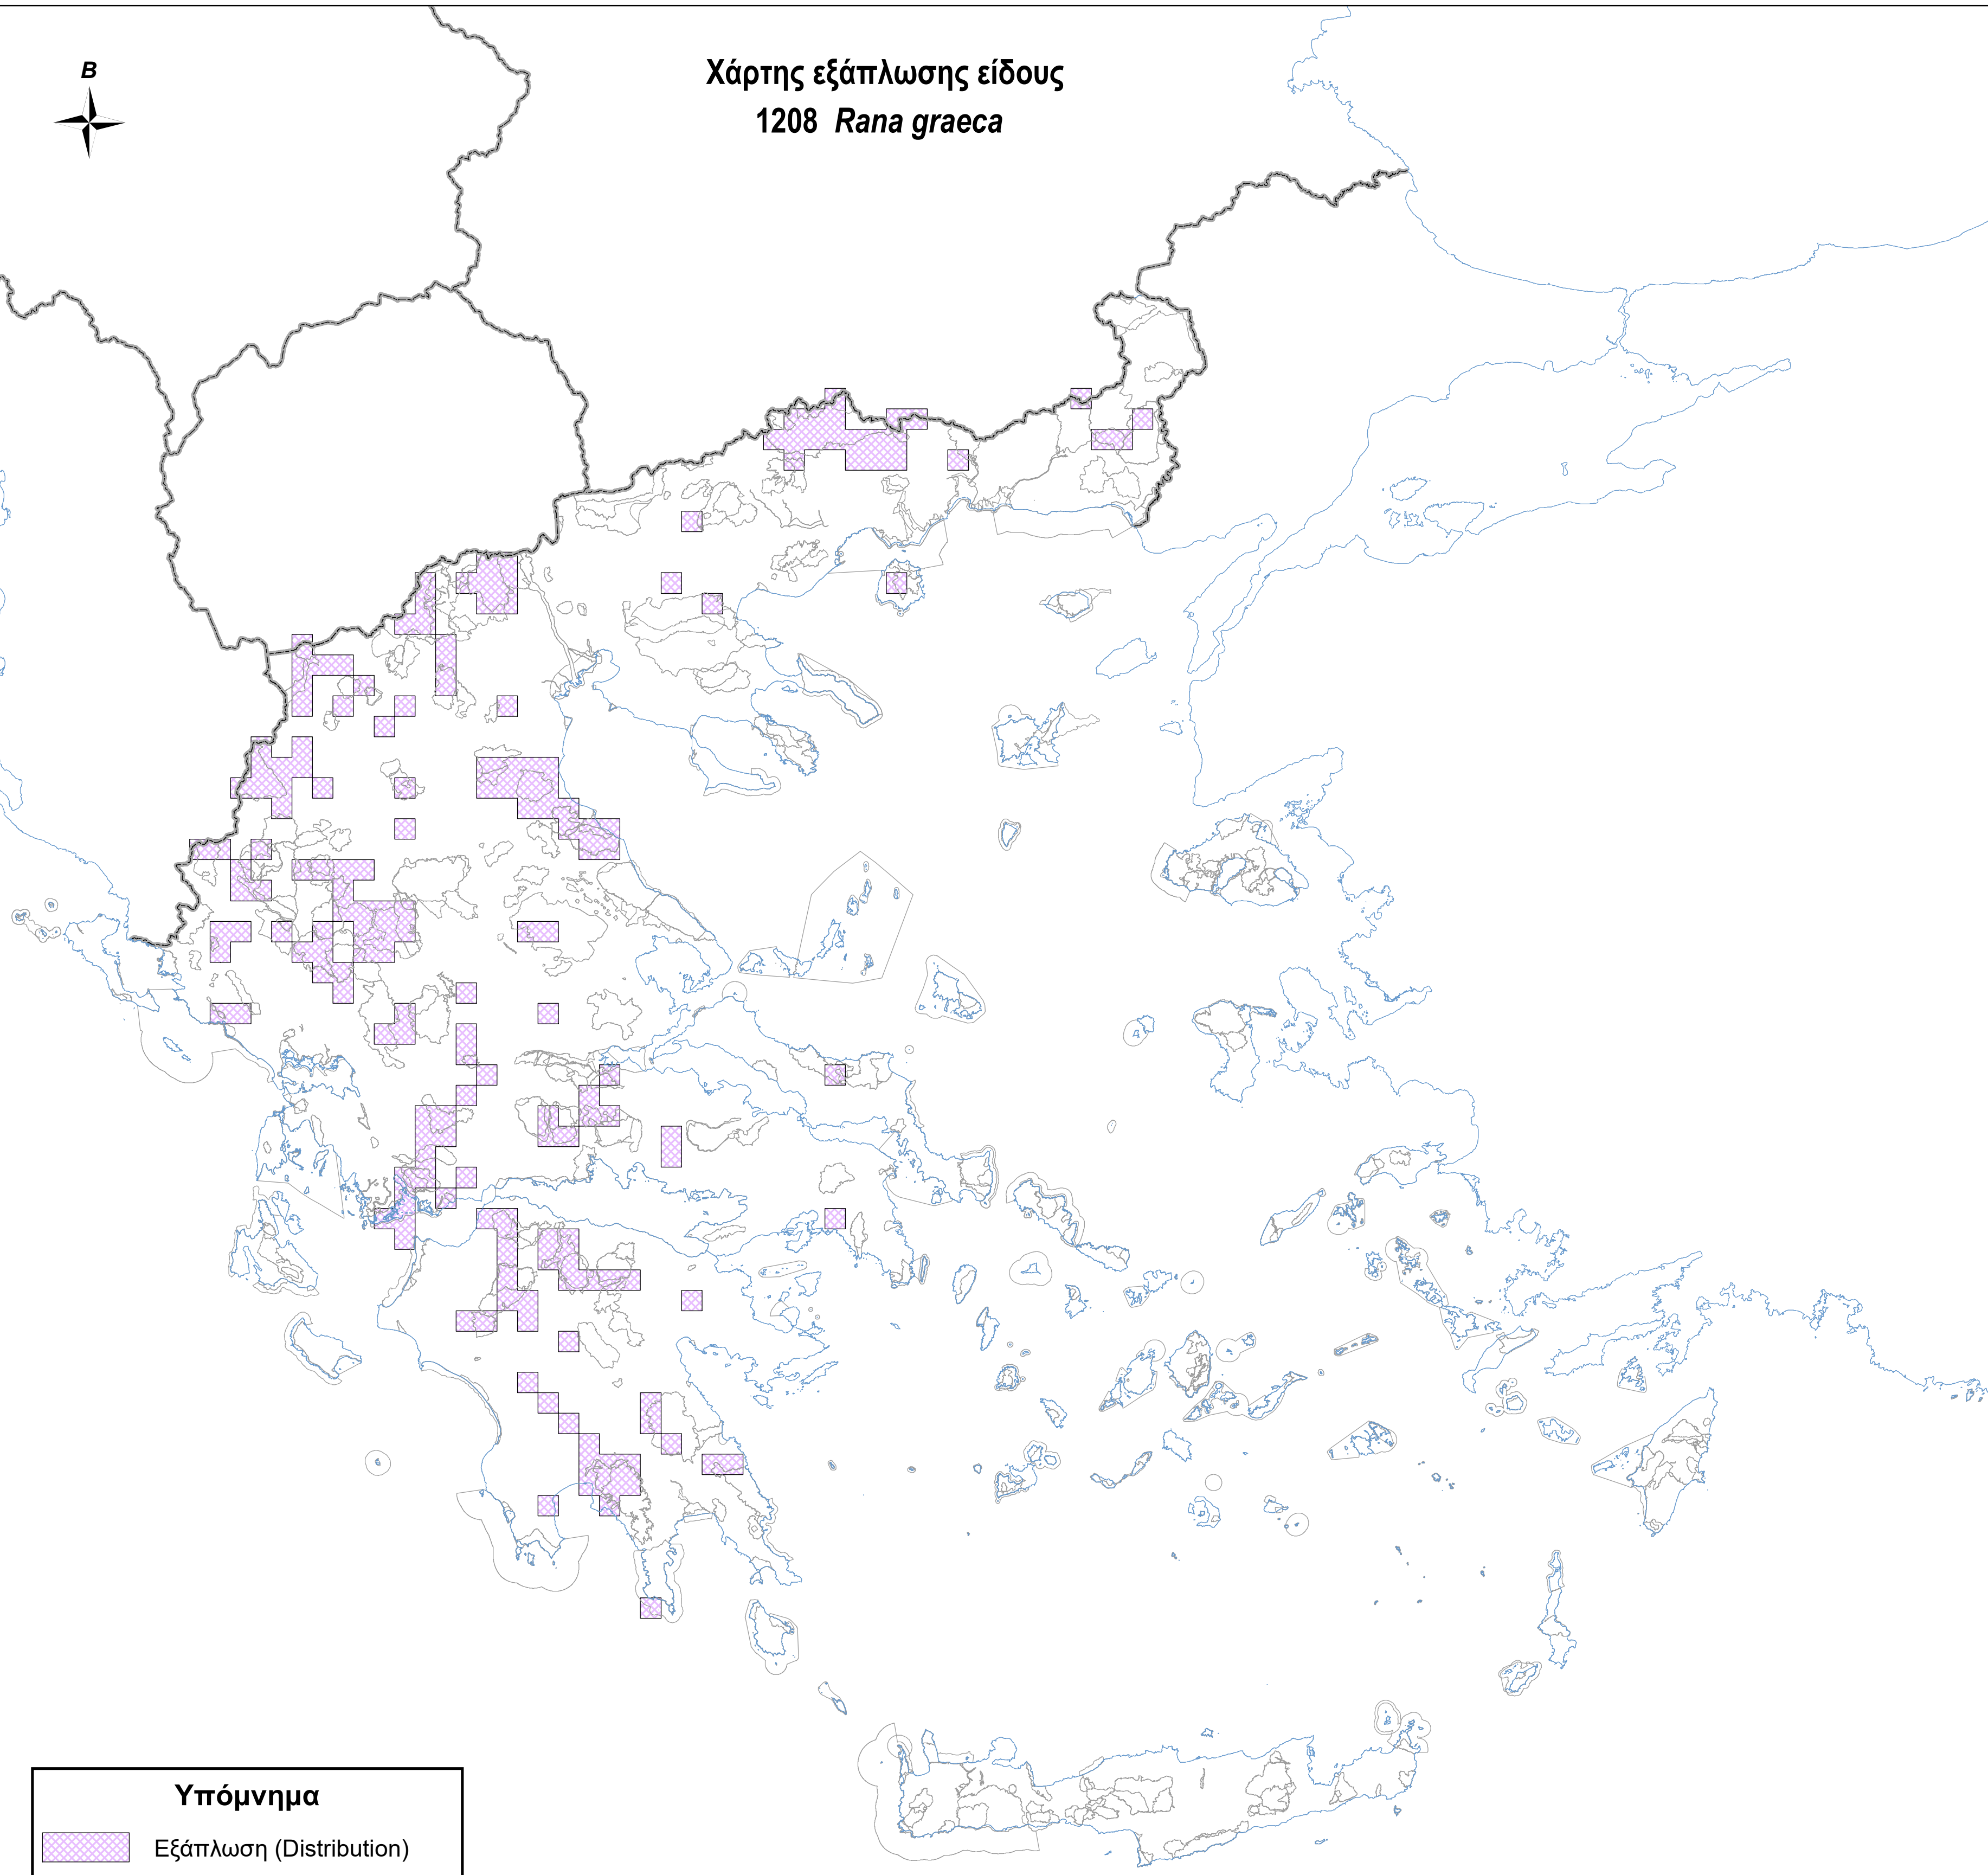 Χάρτης εξάπλωσης είδους
1208 Rana graeca
Β
Υπόμνημα
Εξάπλωση (Distribution)